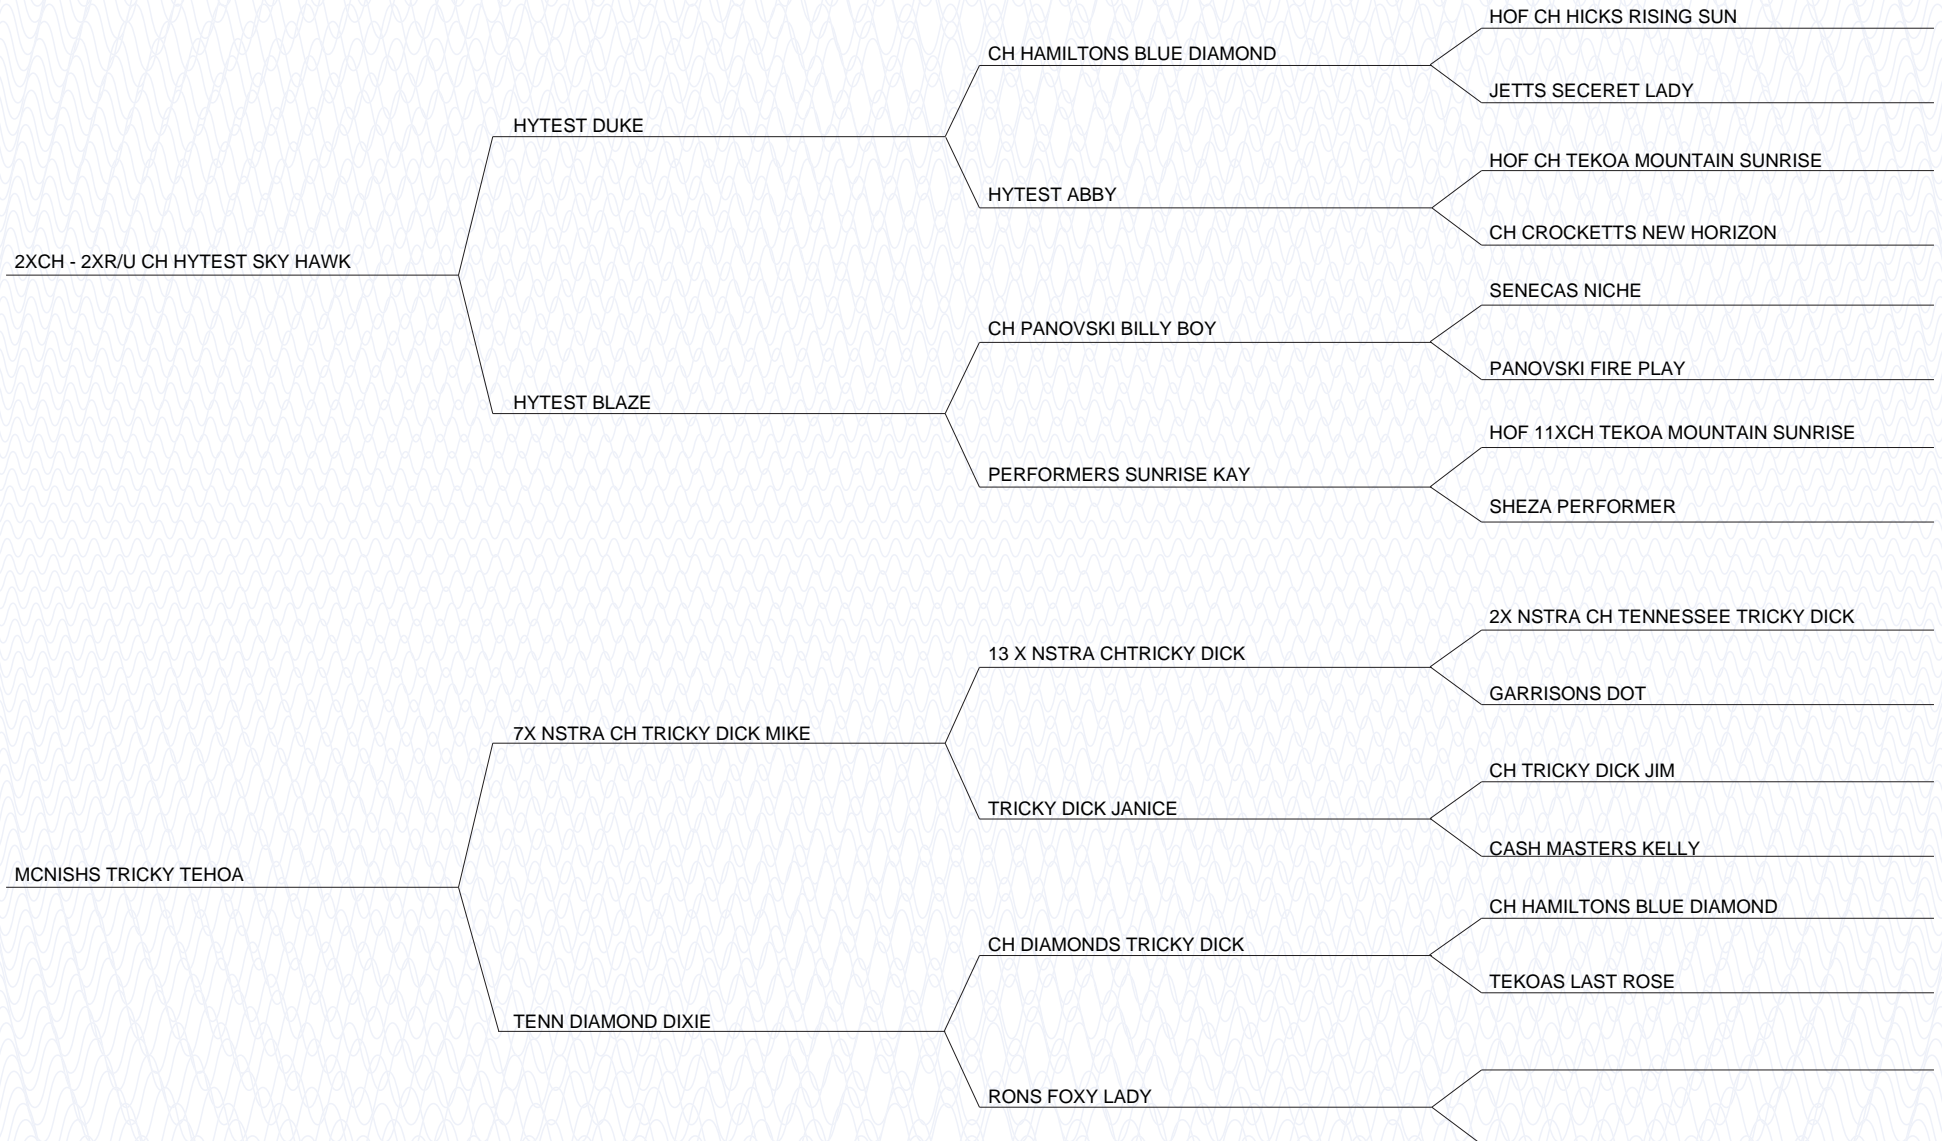 HOF CH HICKS RISING SUN
CH HAMILTONS BLUE DIAMOND
JETTS SECERET LADY
HYTEST DUKE
HOF CH TEKOA MOUNTAIN SUNRISE
HYTEST ABBY
CH CROCKETTS NEW HORIZON
2XCH - 2XR/U CH HYTEST SKY HAWK
SENECAS NICHE
CH PANOVSKI BILLY BOY
PANOVSKI FIRE PLAY
HYTEST BLAZE
HOF 11XCH TEKOA MOUNTAIN SUNRISE
PERFORMERS SUNRISE KAY
SHEZA PERFORMER
2X NSTRA CH TENNESSEE TRICKY DICK
13 X NSTRA CHTRICKY DICK
GARRISONS DOT
7X NSTRA CH TRICKY DICK MIKE
CH TRICKY DICK JIM
TRICKY DICK JANICE
CASH MASTERS KELLY
MCNISHS TRICKY TEHOA
CH HAMILTONS BLUE DIAMOND
CH DIAMONDS TRICKY DICK
TEKOAS LAST ROSE
TENN DIAMOND DIXIE
RONS FOXY LADY